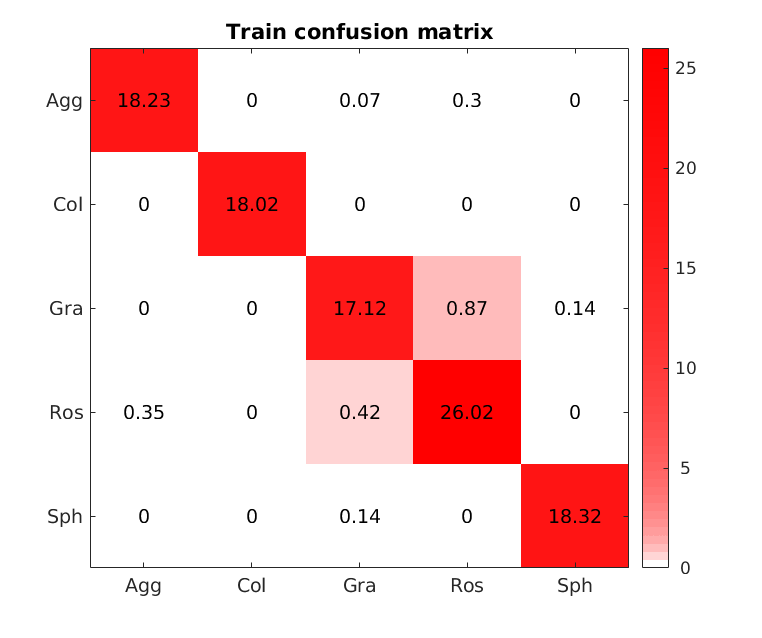 Train confusion matrix
Agg 18.23 0 0.07 0.3 0
Col 0 18.02 0 0 0
Gra 0 0 17.12 0.87 0.14
Ros 0.35 0 0.42 26.02 0
Sph 0 0 0.14 0 18.32
Agg Col Gra Ros Sph
25
20
15
10
5
0